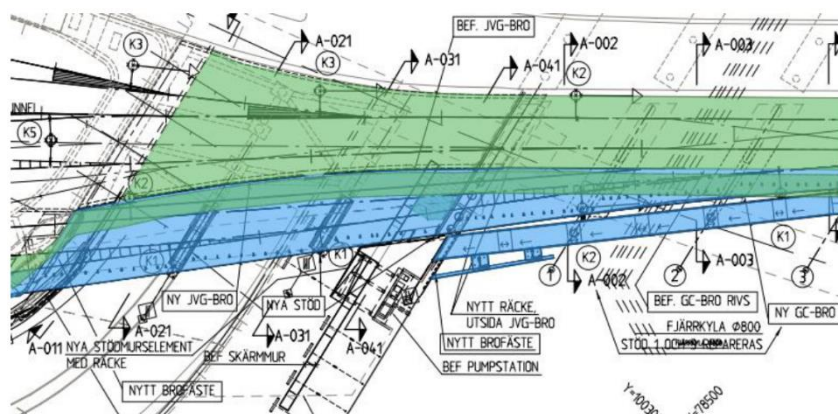 BEF. JVG-BRO
K3
A-021
K3
A-031
A-002
K2
A-041
A-003
K5
K2
K1
K1
K1
NY JVG-BRO
NYA STÖD
1
K2
A-002
2
A-003
3
NYTT RÄCKE,
UTSIDA JVG-BRO
BEF. GC-BRO RIVS
NY GC-BRO
FJÄRRKYLA Ø800
A-011
A-021
A-031
A-041
NYA STÖDMURSELEMENT
MED RÄCKE
BEF SKÄRMMUR
NYTT BROFÄSTE
BEF PUMPSTATION
NYTT BROFÄSTE